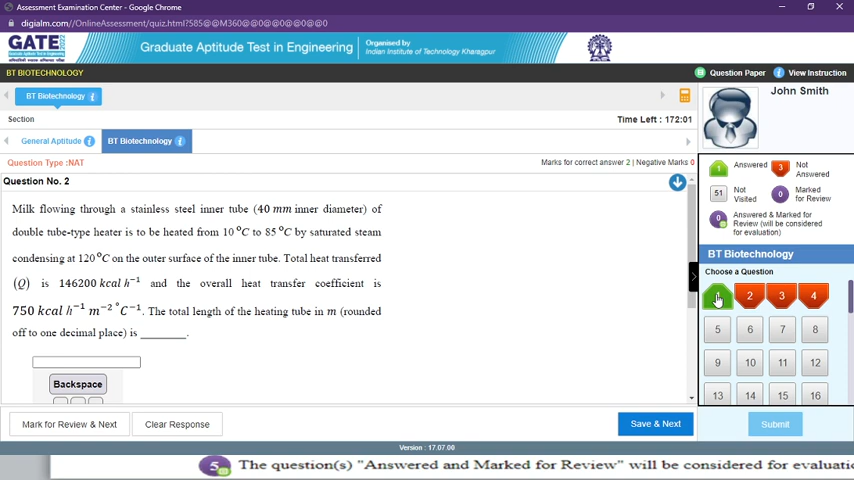 Assessment Examination Center - Google Chrome
digialm.com//OnlineAssessment/quiz.html?585@@M360@@0@@0@@0@@0
GATE
Graduate Aptitude Test in Engineering
Organised by
Indian Institute of Technology Kharagpur
BT BIOTECHNOLOGY
Question Paper
View Instruction
BT Biotechnology
John Smith
Section
Time Left : 172:01
General Aptitude
BT Biotechnology
Question Type :NAT
Marks for correct answer 2 | Negative Marks 0
Question No. 2
Milk flowing through a stainless steel inner tube (40 mm inner diameter) of
double tube-type heater is to be heated from 10 °C to 85 °C by saturated steam
condensing at 120 °C on the outer surface of the inner tube. Total heat transferred
(Q) is 146200 kcal h⁻¹ and the overall heat transfer coefficient is
750 kcal h⁻¹ m⁻² °C⁻¹. The total length of the heating tube in m (rounded
off to one decimal place) is ________.
Backspace
1 Answered
3 Not Answered
51 Not Visited
0 Marked for Review
0 Answered & Marked for Review (will be considered for evaluation)
BT Biotechnology
Choose a Question
1 2 3 4
5 6 7 8
9 10 11 12
13 14 15 16
Mark for Review & Next
Clear Response
Save & Next
Submit
Version : 17.07.00
5 The question(s) "Answered and Marked for Review" will be considered for evaluati